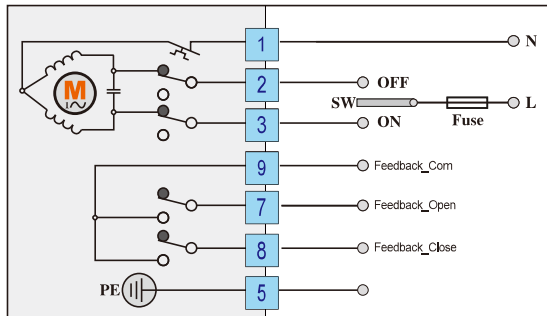 1 N
M 2 OFF
SW L
3 ON Fuse
9 Feedback_Com
7 Feedback_Open
8 Feedback_Close
PE 5